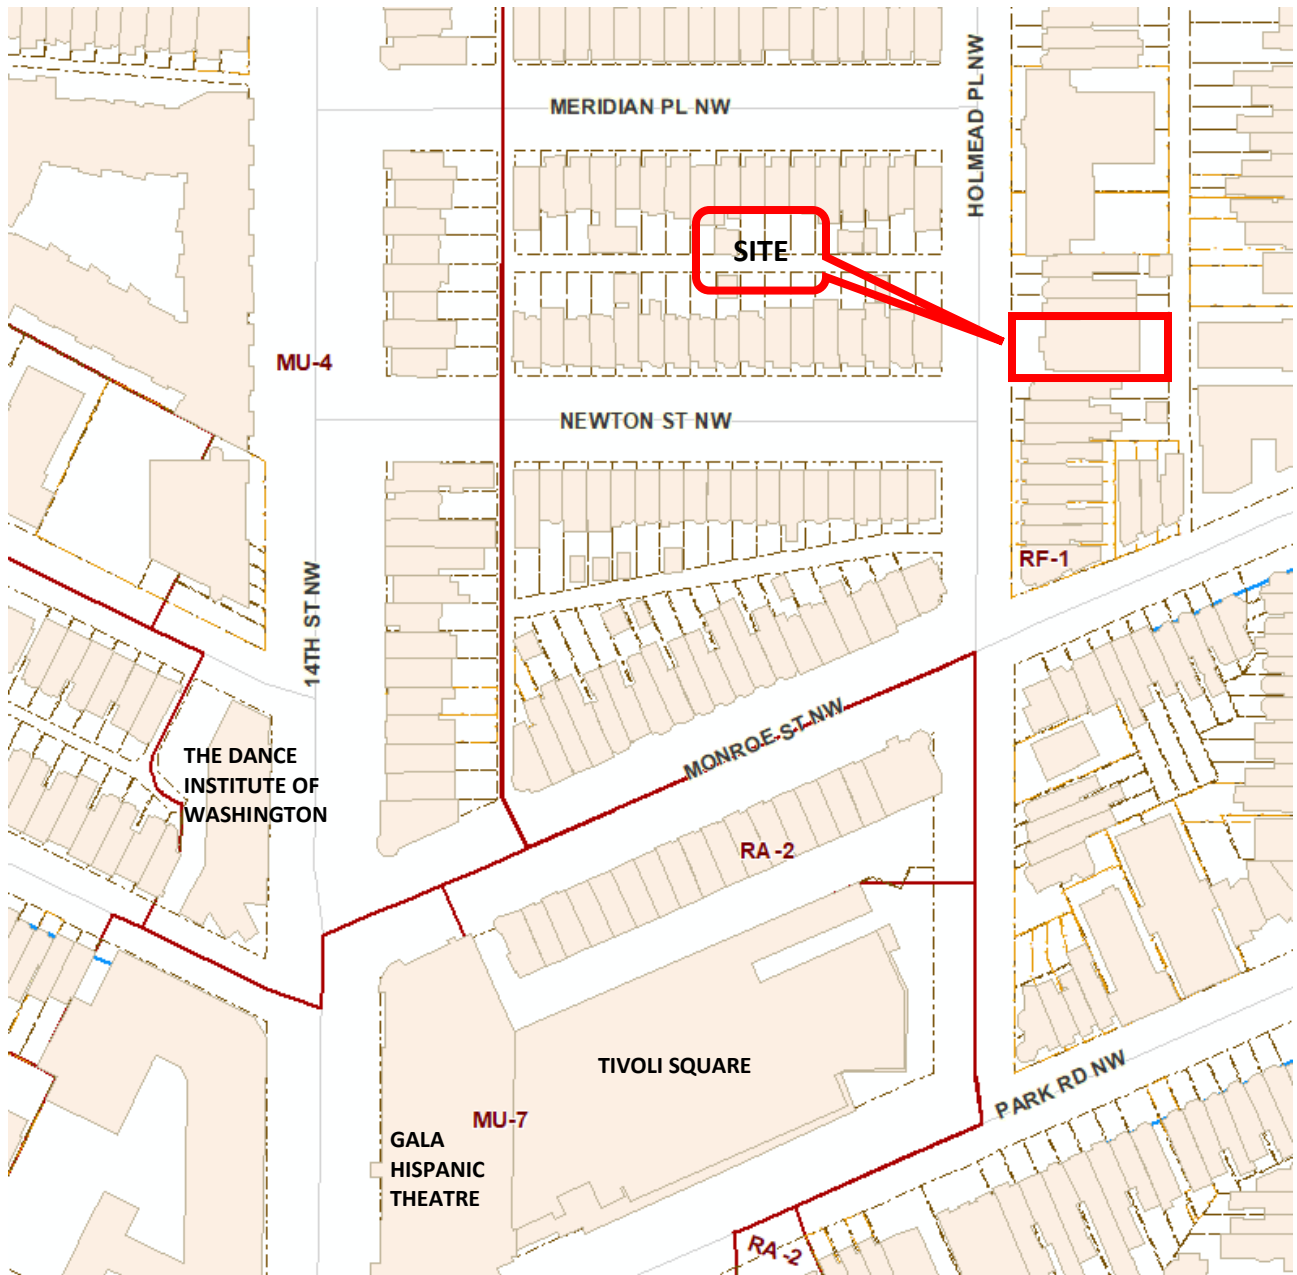 MERIDIAN PL NW
HOLMEAD PL NW
SITE
MU-4
NEWTON ST NW
RF-1
14TH ST NW
MONROE ST NW
THE DANCE
INSTITUTE OF
WASHINGTON
RA -2
TIVOLI SQUARE
PARK RD NW
MU-7
GALA
HISPANIC
THEATRE
RA -2